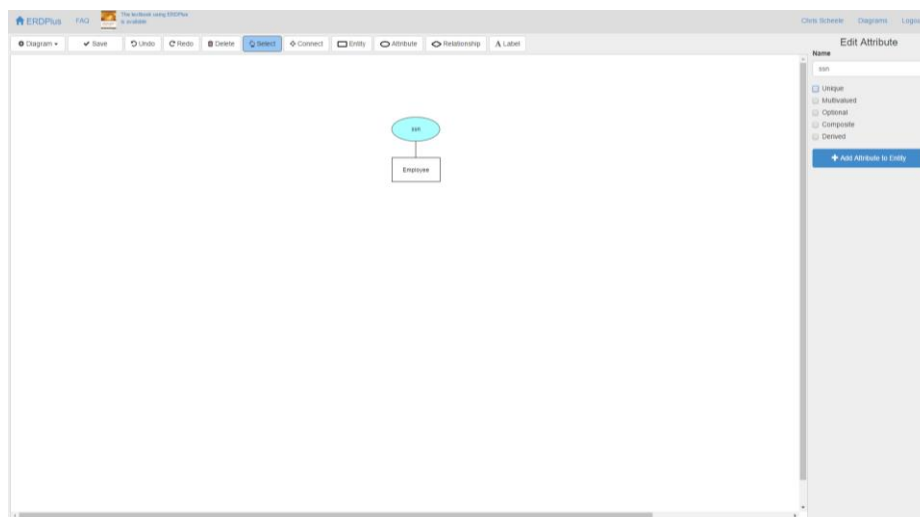 ERDPlus FAQ The textbook using ERDPlus
is available
Chris Scheele Diagrams
Diagram Save Undo Redo Delete Select Connect Entity Attribute Relationship A Label
Edit Attribute
Name
ssn
Unique
Multivalued
Optional
Composite
Derived
Add Attribute to Entity
ssn
Employee